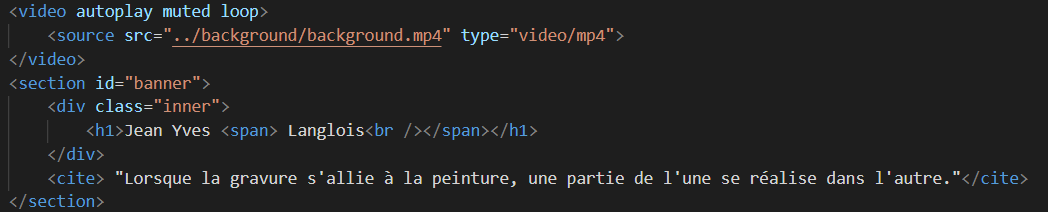 <video autoplay muted loop>
    <source src="../background/background.mp4" type="video/mp4">
</video>
<section id="banner">
    <div class="inner">
        <h1>Jean Yves <span> Langlois<br /></span></h1>
    </div>
    <cite> "Lorsque la gravure s'allie à la peinture, une partie de l'une se réalise dans l'autre."</cite>
</section>